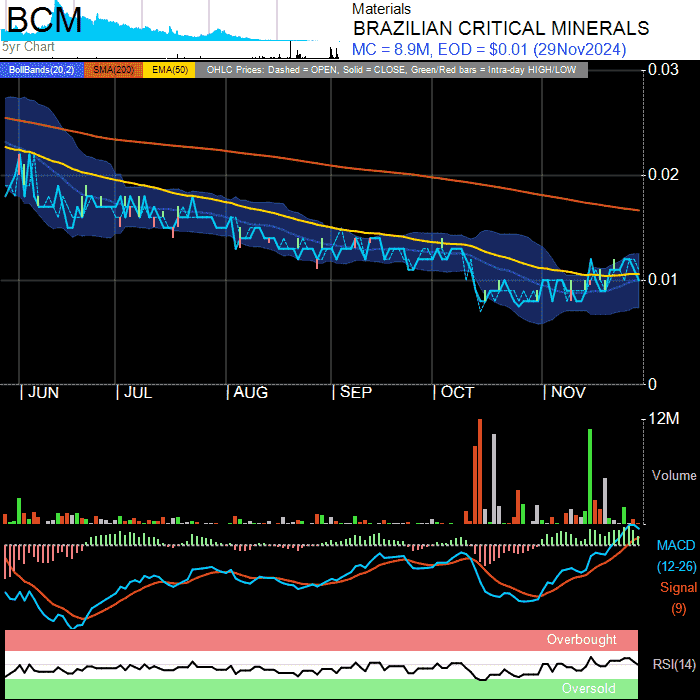 BCM
Materials
BRAZILIAN CRITICAL MINERALS
5yr Chart
MC = 8.9M, EOD = $0.01 (29Nov2024)
BollBands(20,2) SMA(200) EMA(50) OHLC Prices: Dashed = OPEN, Solid = CLOSE, Green/Red bars = Intra-day HIGH/LOW
0.03
0.02
0.01
0
JUN JUL AUG SEP OCT NOV
12M
Volume
MACD
(12-26)
Signal
(9)
Overbought
RSI(14)
Oversold